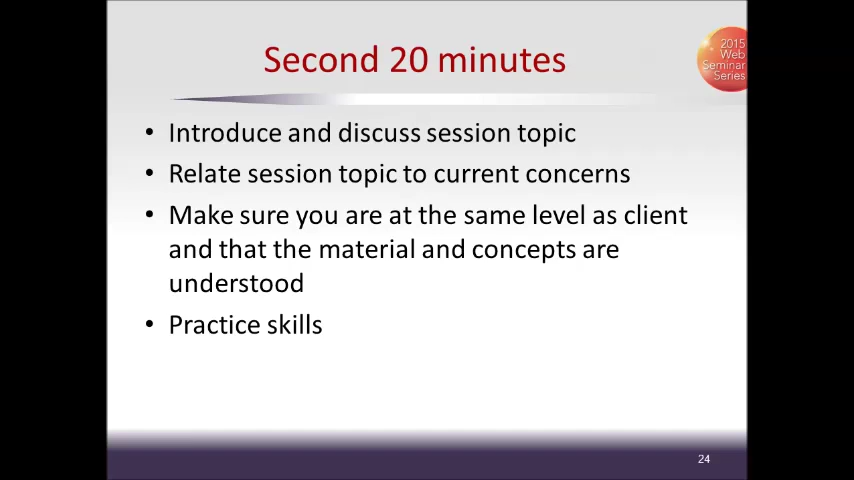 Second 20 minutes
2015
Web
Seminar
Series
• Introduce and discuss session topic
• Relate session topic to current concerns
• Make sure you are at the same level as client
and that the material and concepts are
understood
• Practice skills
24